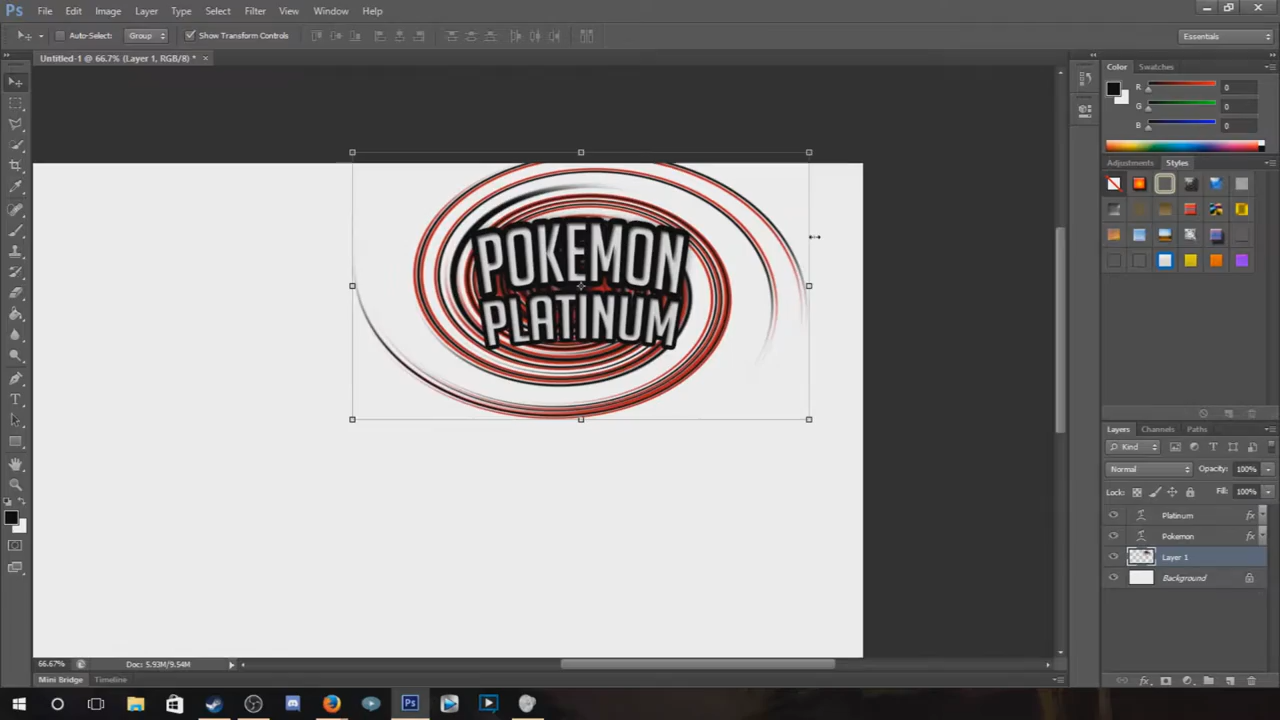 Ps File Edit Image Layer Type Select Filter View Window Help
Auto-Select: Group Show Transform Controls Essentials
Untitled-1 @ 66.7% (Layer 1, RGB/8) * ×
Color Swatches
R 0
G 0
B 0
Adjustments Styles
POKEMON
PLATINUM
Layers Channels Paths
Kind T
Normal Opacity: 100%
Lock: Fill: 100%
Platinum fx
Pokemon fx
Layer 1
Background
66.67% Doc: 5.93M/9.54M
Mini Bridge Timeline
Ps